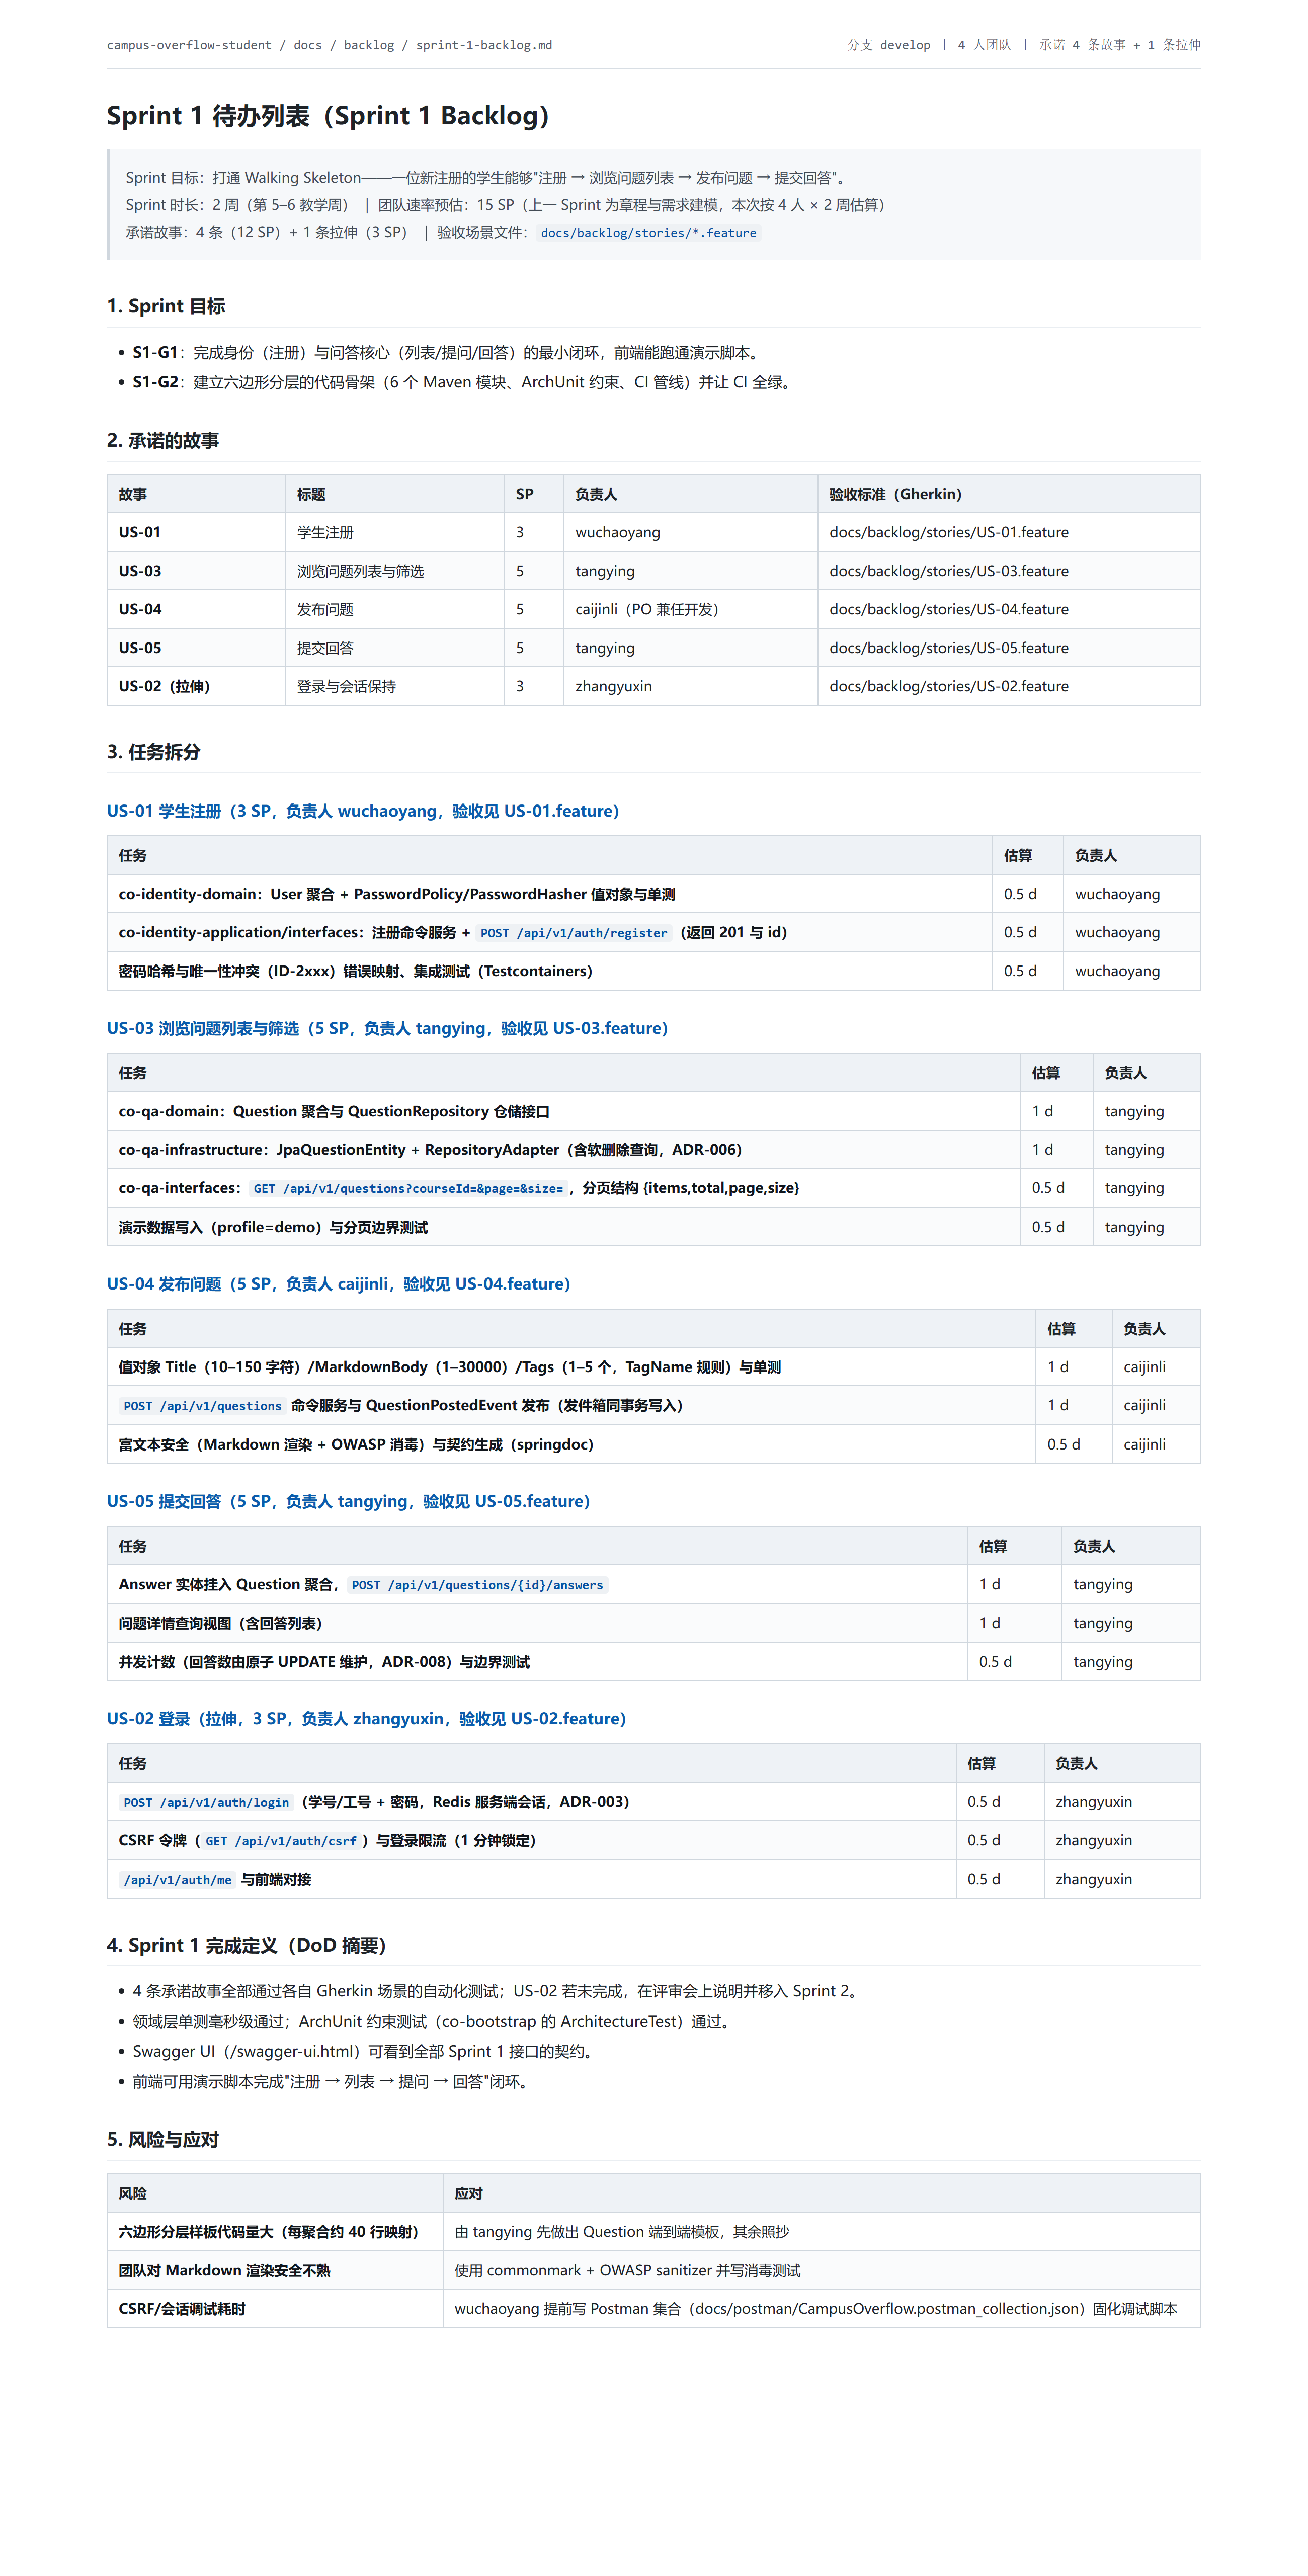 campus-overflow-student / docs / backlog / sprint-1-backlog.md
分支 develop | 4 人团队 | 承诺 4 条故事 + 1 条拉伸
Sprint 1 待办列表（Sprint 1 Backlog）
Sprint 目标：打通 Walking Skeleton——一位新注册的学生能够"注册 → 浏览问题列表 → 发布问题 → 提交回答"。
Sprint 时长：2 周（第 5–6 教学周） | 团队速率预估：15 SP（上一 Sprint 为章程与需求建模，本次按 4 人 × 2 周估算）
承诺故事：4 条（12 SP）+ 1 条拉伸（3 SP） | 验收场景文件：docs/backlog/stories/*.feature
1. Sprint 目标
• S1-G1：完成身份（注册）与问答核心（列表/提问/回答）的最小闭环，前端能跑通演示脚本。
• S1-G2：建立六边形分层的代码骨架（6 个 Maven 模块、ArchUnit 约束、CI 管线）并让 CI 全绿。
2. 承诺的故事
故事 标题 SP 负责人 验收标准（Gherkin）
US-01 学生注册 3 wuchaoyang docs/backlog/stories/US-01.feature
US-03 浏览问题列表与筛选 5 tangying docs/backlog/stories/US-03.feature
US-04 发布问题 5 caijinli（PO 兼任开发） docs/backlog/stories/US-04.feature
US-05 提交回答 5 tangying docs/backlog/stories/US-05.feature
US-02（拉伸） 登录与会话保持 3 zhangyuxin docs/backlog/stories/US-02.feature
3. 任务拆分
US-01 学生注册（3 SP，负责人 wuchaoyang，验收见 US-01.feature）
任务 估算 负责人
co-identity-domain：User 聚合 + PasswordPolicy/PasswordHasher 值对象与单测 0.5 d wuchaoyang
co-identity-application/interfaces：注册命令服务 + POST /api/v1/auth/register（返回 201 与 id） 0.5 d wuchaoyang
密码哈希与唯一性冲突（ID-2xxx）错误映射、集成测试（Testcontainers） 0.5 d wuchaoyang
US-03 浏览问题列表与筛选（5 SP，负责人 tangying，验收见 US-03.feature）
任务 估算 负责人
co-qa-domain：Question 聚合与 QuestionRepository 仓储接口 1 d tangying
co-qa-infrastructure：JpaQuestionEntity + RepositoryAdapter（含软删除查询，ADR-006） 1 d tangying
co-qa-interfaces：GET /api/v1/questions?courseId=&page=&size=，分页结构 {items,total,page,size} 0.5 d tangying
演示数据写入（profile=demo）与分页边界测试 0.5 d tangying
US-04 发布问题（5 SP，负责人 caijinli，验收见 US-04.feature）
任务 估算 负责人
值对象 Title（10–150 字符）/MarkdownBody（1–30000）/Tags（1–5 个，TagName 规则）与单测 1 d caijinli
POST /api/v1/questions 命令服务与 QuestionPostedEvent 发布（发件箱同事务写入） 1 d caijinli
富文本安全（Markdown 渲染 + OWASP 消毒）与契约生成（springdoc） 0.5 d caijinli
US-05 提交回答（5 SP，负责人 tangying，验收见 US-05.feature）
任务 估算 负责人
Answer 实体挂入 Question 聚合，POST /api/v1/questions/{id}/answers 1 d tangying
问题详情查询视图（含回答列表） 1 d tangying
并发计数（回答数由原子 UPDATE 维护，ADR-008）与边界测试 0.5 d tangying
US-02 登录（拉伸，3 SP，负责人 zhangyuxin，验收见 US-02.feature）
任务 估算 负责人
POST /api/v1/auth/login（学号/工号 + 密码，Redis 服务端会话，ADR-003） 0.5 d zhangyuxin
CSRF 令牌（GET /api/v1/auth/csrf）与登录限流（1 分钟锁定） 0.5 d zhangyuxin
/api/v1/auth/me 与前端对接 0.5 d zhangyuxin
4. Sprint 1 完成定义（DoD 摘要）
• 4 条承诺故事全部通过各自 Gherkin 场景的自动化测试；US-02 若未完成，在评审会上说明并移入 Sprint 2。
• 领域层单测毫秒级通过；ArchUnit 约束测试（co-bootstrap 的 ArchitectureTest）通过。
• Swagger UI（/swagger-ui.html）可看到全部 Sprint 1 接口的契约。
• 前端可用演示脚本完成"注册 → 列表 → 提问 → 回答"闭环。
5. 风险与应对
风险 应对
六边形分层样板代码量大（每聚合约 40 行映射） 由 tangying 先做出 Question 端到端模板，其余照抄
团队对 Markdown 渲染安全不熟 使用 commonmark + OWASP sanitizer 并写消毒测试
CSRF/会话调试耗时 wuchaoyang 提前写 Postman 集合（docs/postman/CampusOverflow.postman_collection.json）固化调试脚本